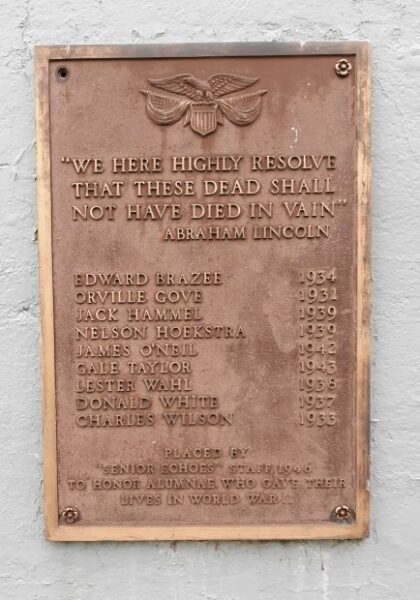 "WE HERE HIGHLY RESOLVE
THAT THESE DEAD SHALL
NOT HAVE DIED IN VAIN"
ABRAHAM LINCOLN
EDWARD BRAZEE 1934
ORVILLE GOVE 1931
JACK HAMMEL 1939
NELSON HOEKSTRA 1939
JAMES O'NEIL 1942
GALE TAYLOR 1943
LESTER WAHL 1938
DONALD WHITE 1937
CHARLES WILSON 1933
PLACED BY
"SENIOR ECHOES" STAFF, 1946
TO HONOR ALUMNAE WHO GAVE THEIR
LIVES IN WORLD WAR II